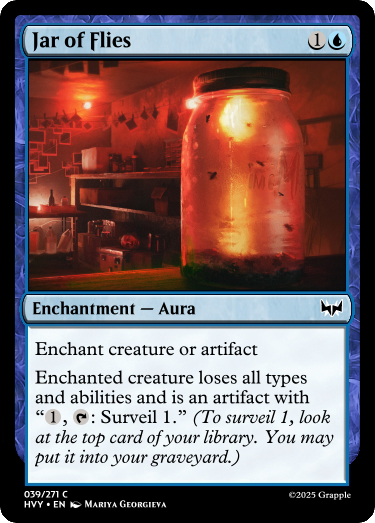 Jar of Flies 1
Enchantment — Aura
Enchant creature or artifact
Enchanted creature loses all types
and abilities and is an artifact with
“1, : Surveil 1.” (To surveil 1, look
at the top card of your library. You may
put it into your graveyard.)
039/271 C
HVY • EN Mariya Georgieva
©2025 Grapple